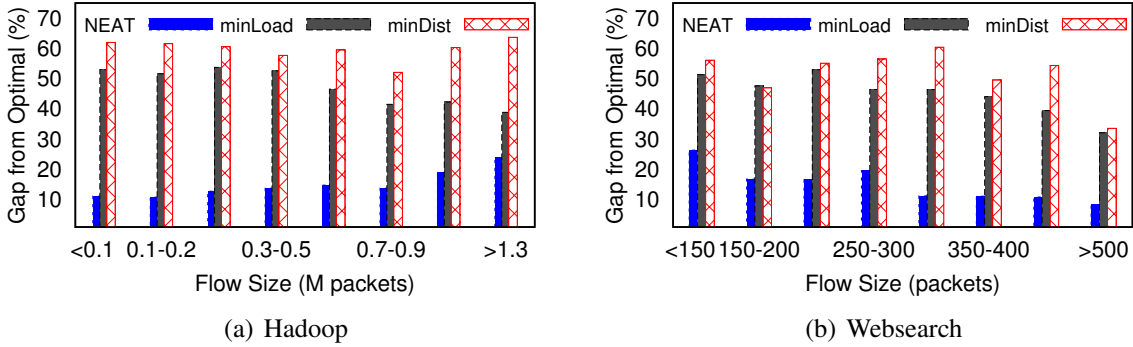 Gap from Optimal (%)
70
60
50
40
30
20
10
NEAT minLoad minDist
<0.1 0.1-0.2 0.3-0.5 0.7-0.9 >1.3
Flow Size (M packets)
(a) Hadoop
Gap from Optimal (%)
70
60
50
40
30
20
10
NEAT minLoad minDist
<150 150-200 250-300 350-400 >500
Flow Size (packets)
(b) Websearch